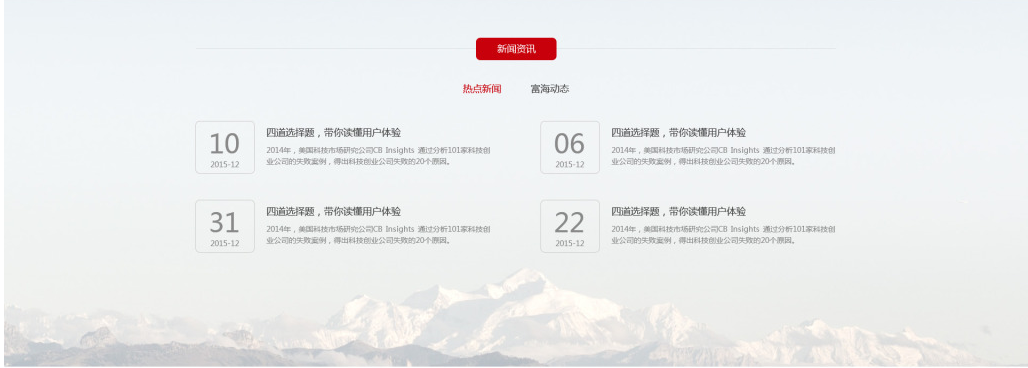 新闻资讯
热点新闻 富海动态
10
2015-12
四道选择题，带你读懂用户体验
2014年，美国科技市场研究公司CB Insights 通过分析101家科技创
业公司的失败案例，得出科技创业公司失败的20个原因。
06
2015-12
四道选择题，带你读懂用户体验
2014年，美国科技市场研究公司CB Insights 通过分析101家科技创
业公司的失败案例，得出科技创业公司失败的20个原因。
31
2015-12
四道选择题，带你读懂用户体验
2014年，美国科技市场研究公司CB Insights 通过分析101家科技创
业公司的失败案例，得出科技创业公司失败的20个原因。
22
2015-12
四道选择题，带你读懂用户体验
2014年，美国科技市场研究公司CB Insights 通过分析101家科技创
业公司的失败案例，得出科技创业公司失败的20个原因。